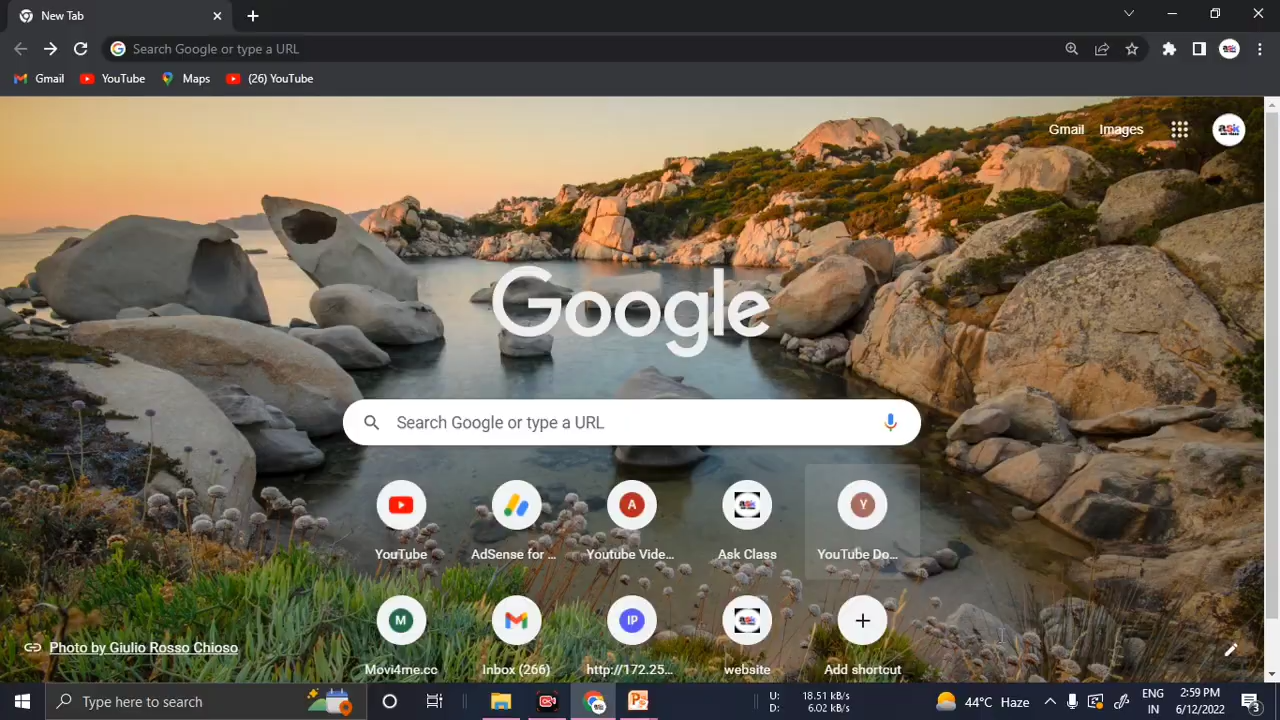 New Tab
Search Google or type a URL
Gmail YouTube Maps (26) YouTube
Gmail Images
ask
Google
Search Google or type a URL
YouTube AdSense for ... Youtube Vide... Ask Class YouTube Do...
A Y
M IP
Movi4me.cc Inbox (266) http://172.25... website Add shortcut
Photo by Giulio Rosso Chioso
Type here to search
U: 18.51 kB/s
D: 6.02 kB/s
44°C Haze
ENG
IN
2:59 PM
6/12/2022
3